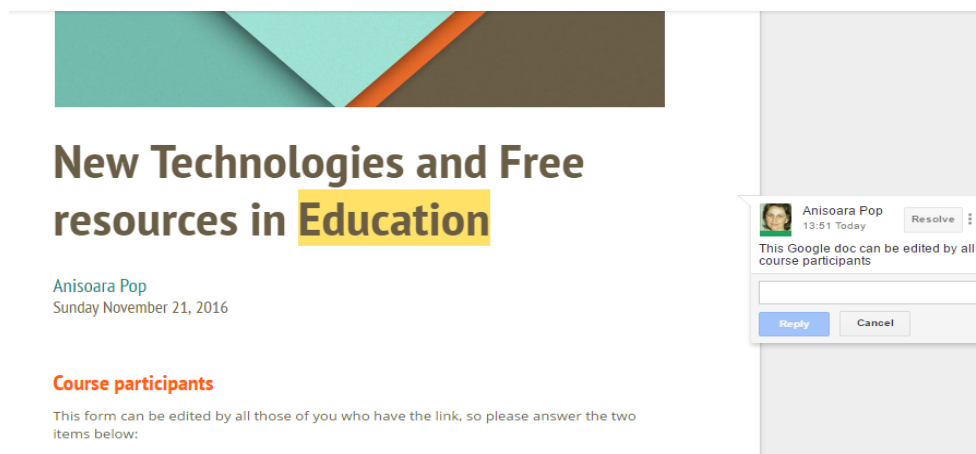 New Technologies and Free
resources in Education
Anisoara Pop
Sunday November 21, 2016
Course participants
This form can be edited by all those of you who have the link, so please answer the two
items below:
Anisoara Pop
13:51 Today
Resolve
This Google doc can be edited by all
course participants
Reply
Cancel